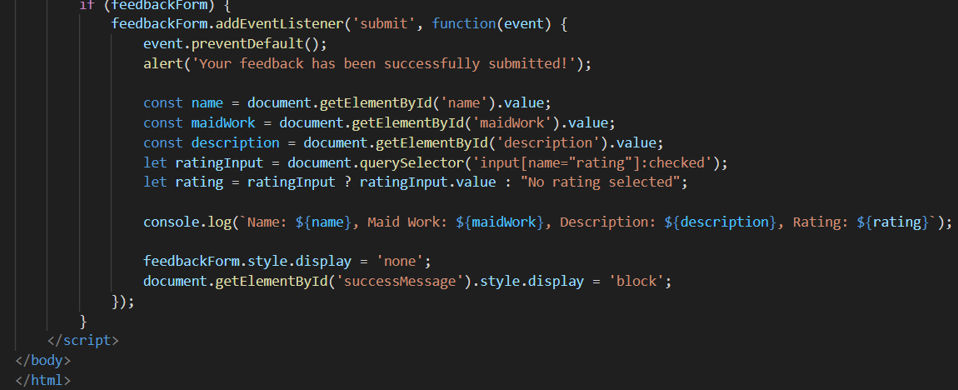 if (feedbackForm) {
feedbackForm.addEventListener('submit', function(event) {
event.preventDefault();
alert('Your feedback has been successfully submitted!');
const name = document.getElementById('name').value;
const maidWork = document.getElementById('maidWork').value;
const description = document.getElementById('description').value;
let ratingInput = document.querySelector('input[name="rating"]:checked');
let rating = ratingInput ? ratingInput.value : "No rating selected";
console.log(`Name: ${name}, Maid Work: ${maidWork}, Description: ${description}, Rating: ${rating}`);
feedbackForm.style.display = 'none';
document.getElementById('successMessage').style.display = 'block';
});
}
</script>
</body>
</html>